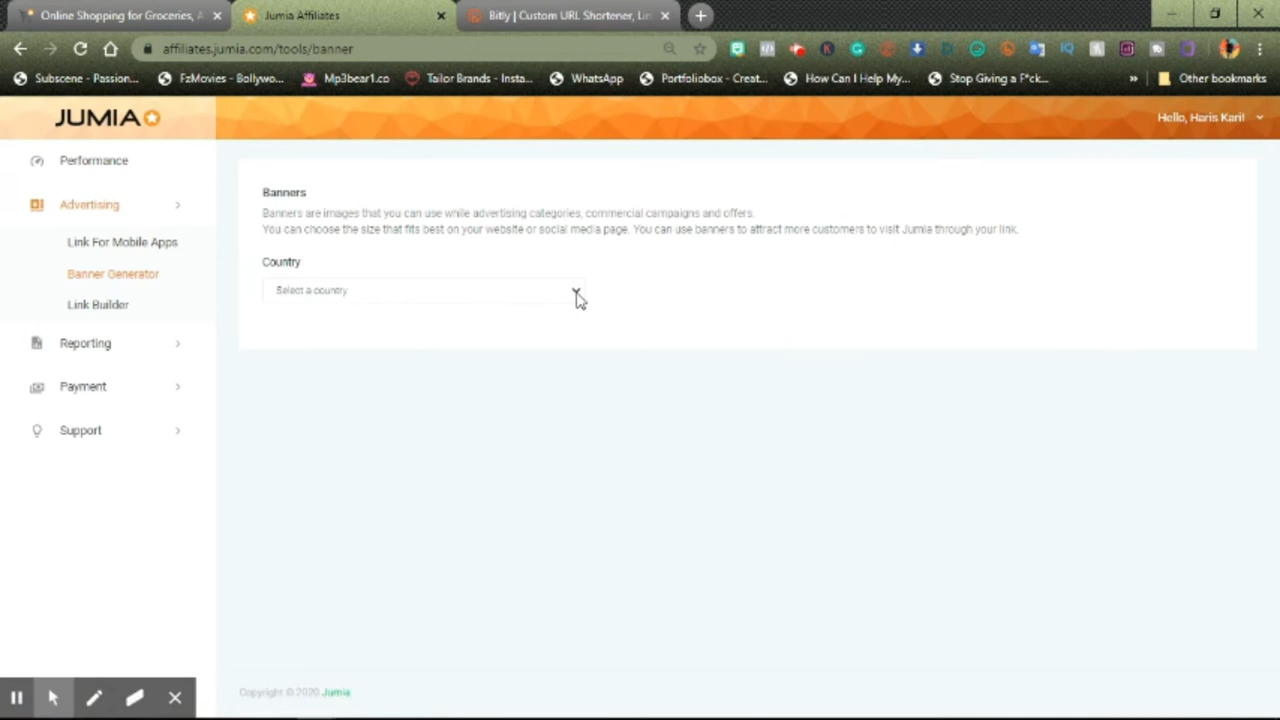 Online Shopping for Groceries, A
Jumia Affiliates
Bitly | Custom URL Shortener, Lin
affiliates.jumia.com/tools/banner
Subscene - Passion...
FzMovies - Bollywo...
Mp3bear1.co
Tailor Brands - Insta...
WhatsApp
Portfoliobox - Creat...
How Can I Help My...
Stop Giving a F*ck...
»
Other bookmarks
JUMIA
Hello, Haris Karil
Performance
Advertising
Link For Mobile Apps
Banner Generator
Link Builder
Reporting
Payment
Support
Banners
Banners are images that you can use while advertising categories, commercial campaigns and offers.
You can choose the size that fits best on your website or social media page. You can use banners to attract more customers to visit Jumia through your link.
Country
Select a country
Copyright © 2020 Jumia